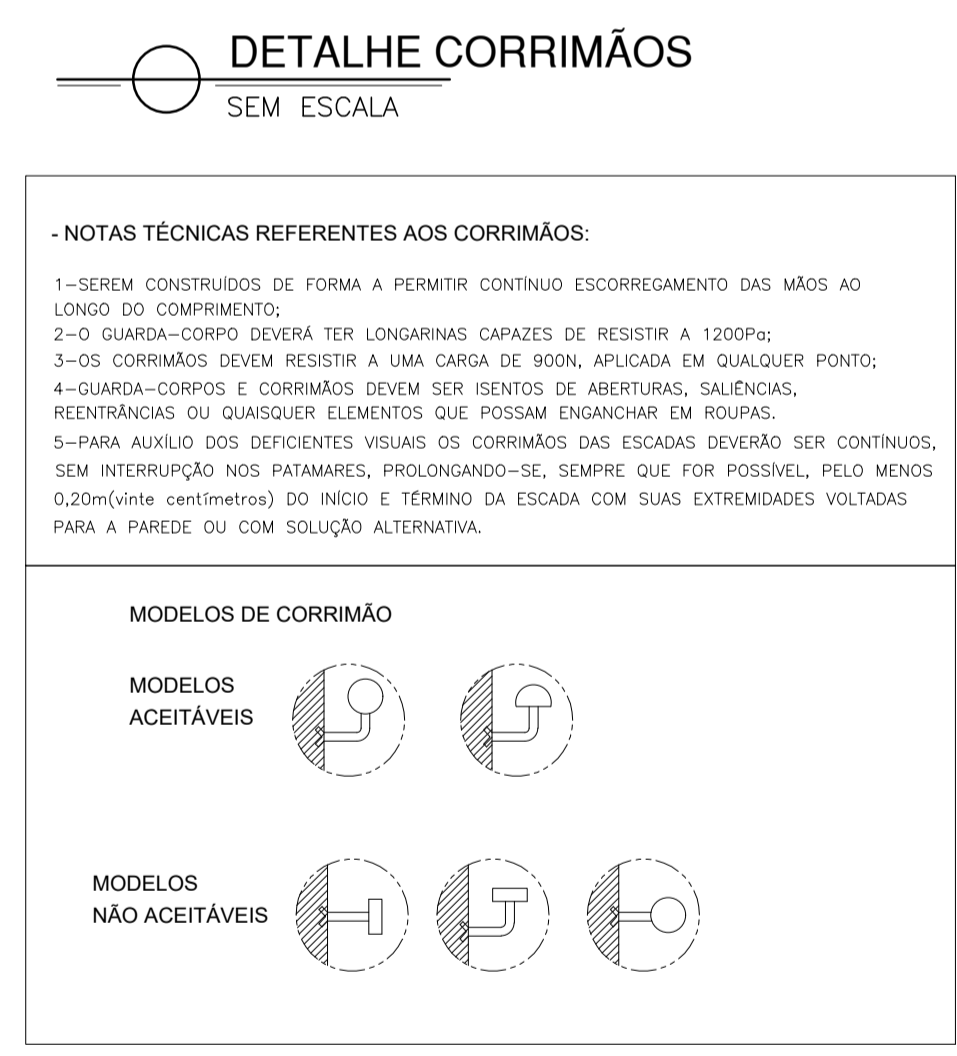 DETALHE CORRIMÃOS
SEM ESCALA
- NOTAS TÉCNICAS REFERENTES AOS CORRIMÃOS:
1-SEREM CONSTRUÍDOS DE FORMA A PERMITIR CONTÍNUO ESCORREGAMENTO DAS MÃOS AO
LONGO DO COMPRIMENTO;
2-O GUARDA-CORPO DEVERÁ TER LONGARINAS CAPAZES DE RESISTIR A 1200Pa;
3-OS CORRIMÃOS DEVEM RESISTIR A UMA CARGA DE 900N, APLICADA EM QUALQUER PONTO;
4-GUARDA-CORPOS E CORRIMÃOS DEVEM SER ISENTOS DE ABERTURAS, SALIÊNCIAS,
REENTRÂNCIAS OU QUAISQUER ELEMENTOS QUE POSSAM ENGANCHAR EM ROUPAS.
5-PARA AUXÍLIO DOS DEFICIENTES VISUAIS OS CORRIMÃOS DAS ESCADAS DEVERÃO SER CONTÍNUOS,
SEM INTERRUPÇÃO NOS PATAMARES, PROLONGANDO-SE, SEMPRE QUE FOR POSSÍVEL, PELO MENOS
0,20m(vinte centímetros) DO INÍCIO E TÉRMINO DA ESCADA COM SUAS EXTREMIDADES VOLTADAS
PARA A PAREDE OU COM SOLUÇÃO ALTERNATIVA.
MODELOS DE CORRIMÃO
MODELOS
ACEITÁVEIS
MODELOS
NÃO ACEITÁVEIS